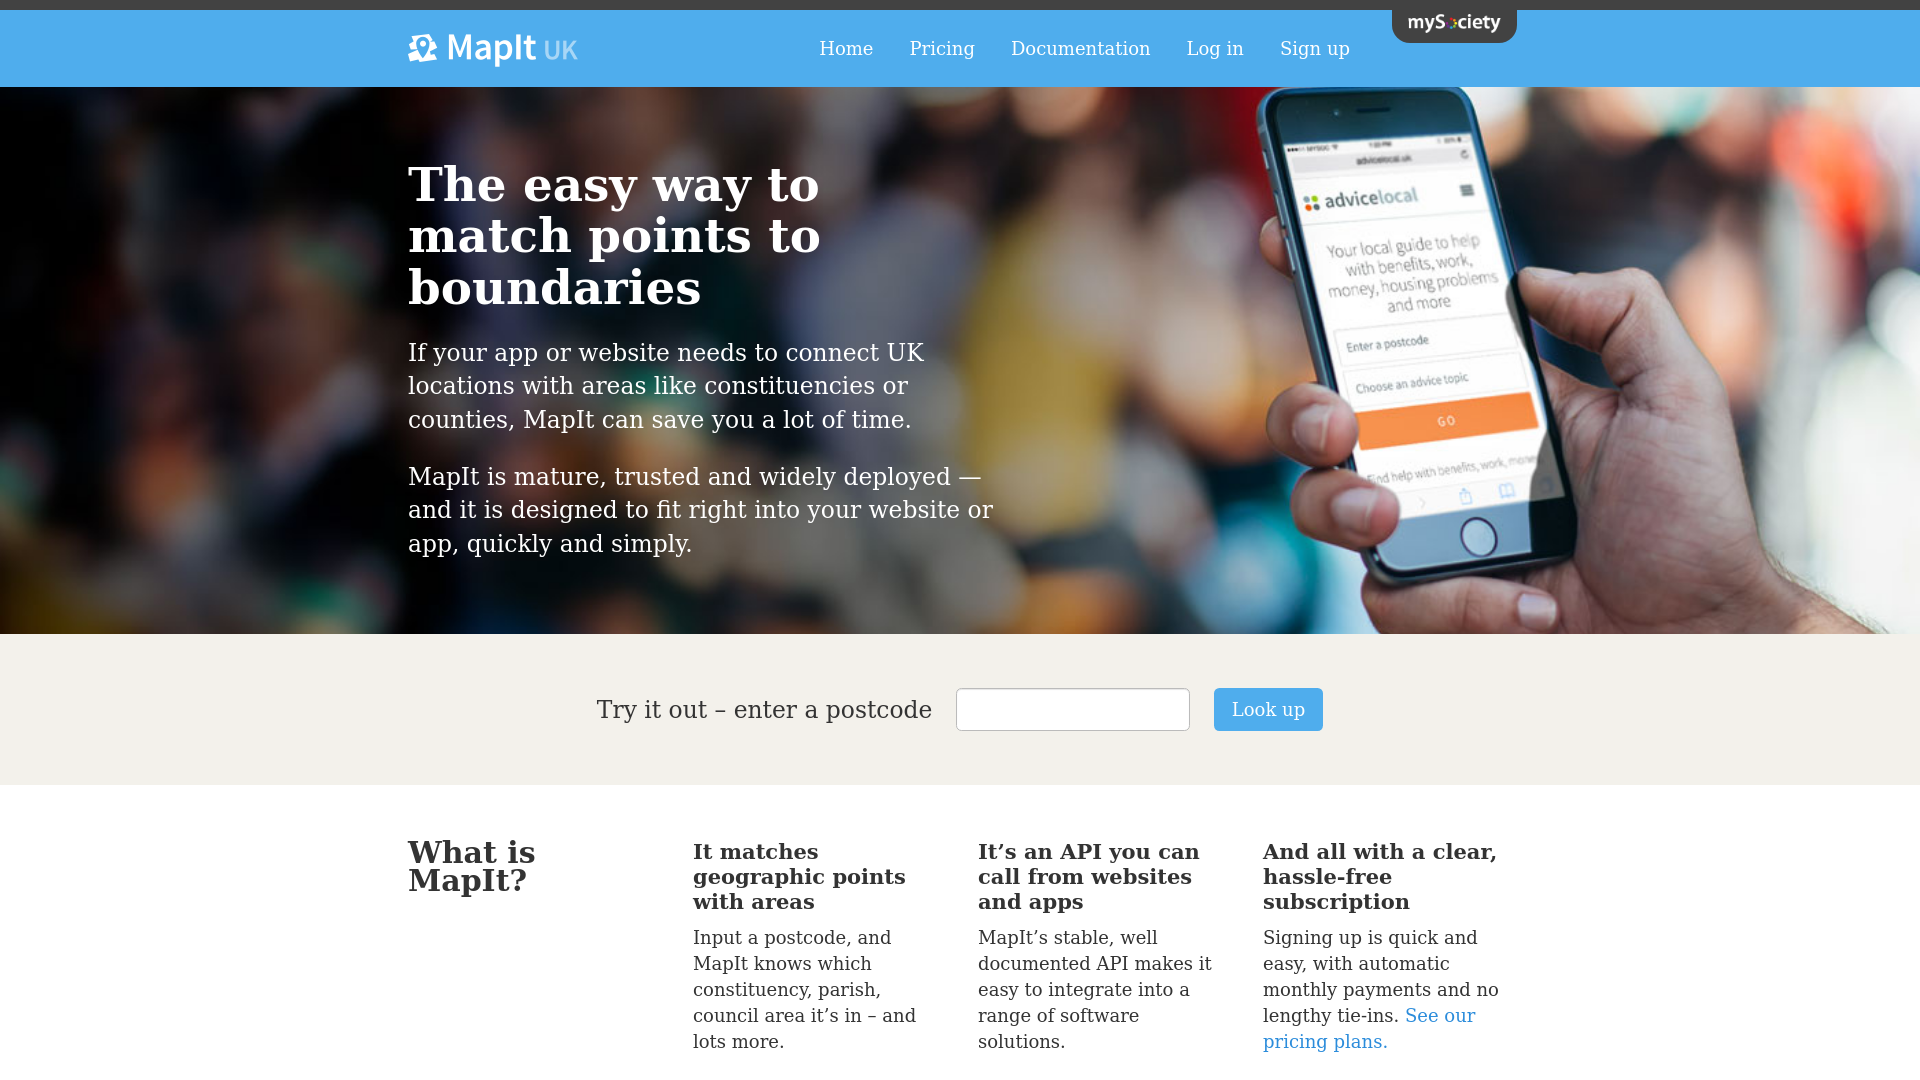 mySociety
MapIt UK
Home
Pricing
Documentation
Log in
Sign up
The easy way to
match points to
boundaries
If your app or website needs to connect UK
locations with areas like constituencies or
counties, MapIt can save you a lot of time.
MapIt is mature, trusted and widely deployed —
and it is designed to fit right into your website or
app, quickly and simply.
advicelocal.uk
advicelocal
Your local guide to help
with benefits, work,
money, housing problems
and more
Enter a postcode
Choose an advice topic
GO
Find help with benefits, work, money,
Try it out – enter a postcode
Look up
What is
MapIt?
It matches
geographic points
with areas
Input a postcode, and
MapIt knows which
constituency, parish,
council area it’s in – and
lots more.
It’s an API you can
call from websites
and apps
MapIt’s stable, well
documented API makes it
easy to integrate into a
range of software
solutions.
And all with a clear,
hassle-free
subscription
Signing up is quick and
easy, with automatic
monthly payments and no
lengthy tie-ins. See our
pricing plans.